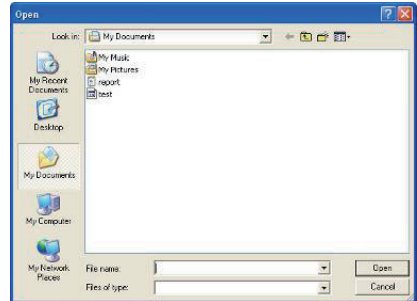 Open
Look in: My Documents
My Recent
Documents
Desktop
My Documents
My Computer
My Network
Places
My Music
My Pictures
report
test
File name:
Open
Files of type:
Cancel